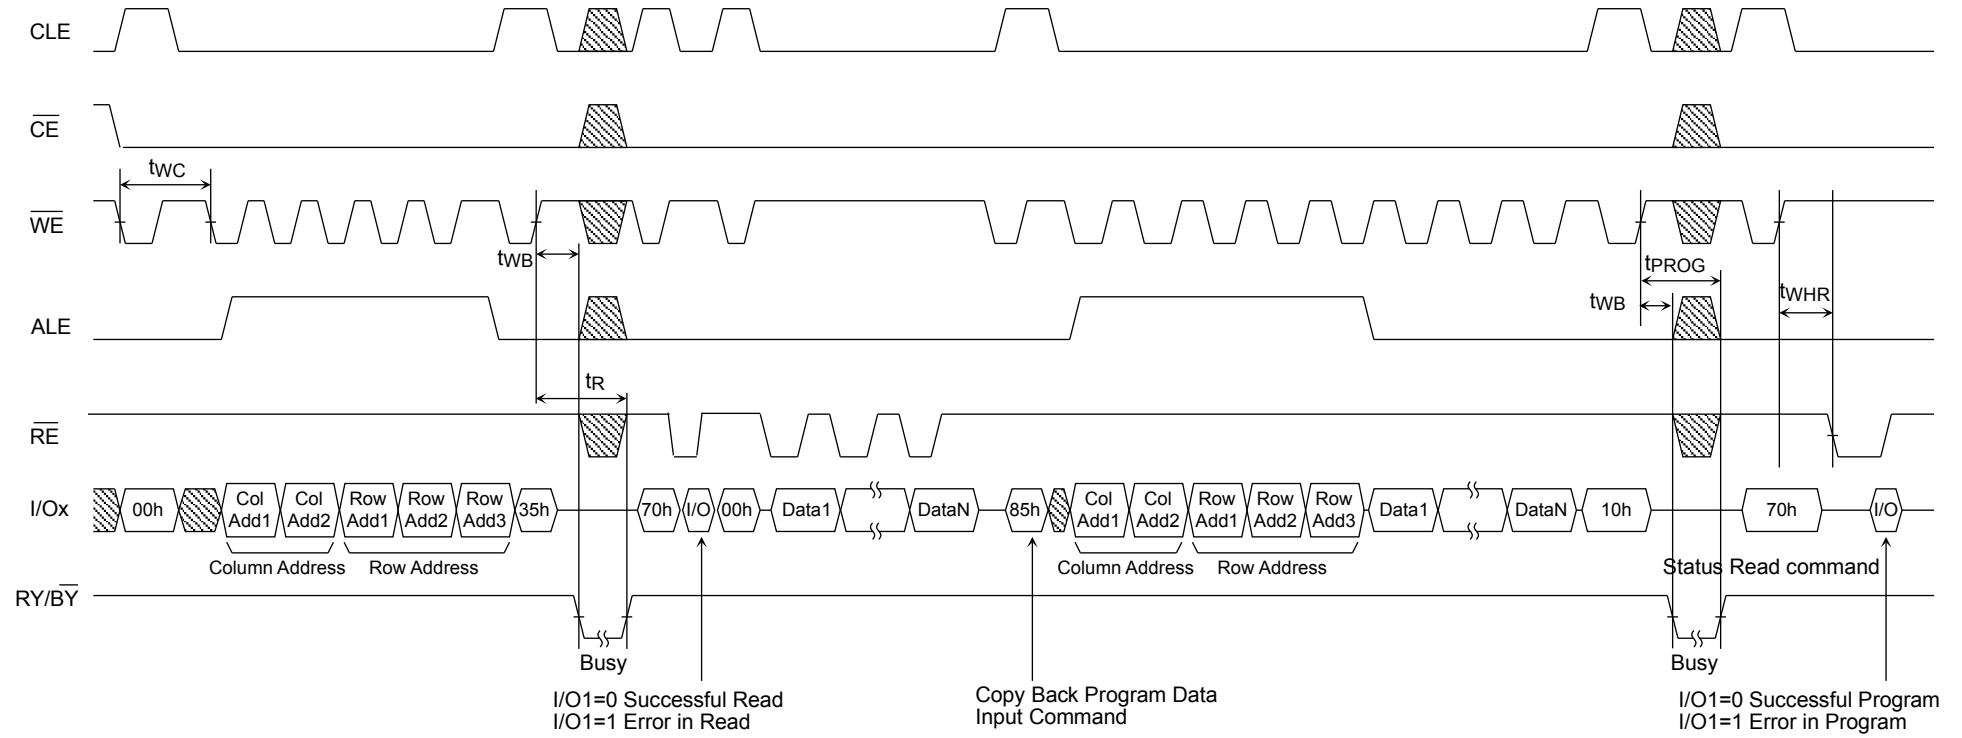 CLE
CE
tWC
WE
tWB
tPROG
tWB
tWHR
ALE
tR
RE
I/Ox
00h
Col Add1
Col Add2
Row Add1
Row Add2
Row Add3
35h
70h
I/O
00h
Data1
DataN
85h
Col Add1
Col Add2
Row Add1
Row Add2
Row Add3
Data1
DataN
10h
70h
I/O
Column Address
Row Address
Column Address
Row Address
Status Read command
RY/BY
Busy
Busy
I/O1=0 Successful Read
I/O1=1 Error in Read
Copy Back Program Data
Input Command
I/O1=0 Successful Program
I/O1=1 Error in Program